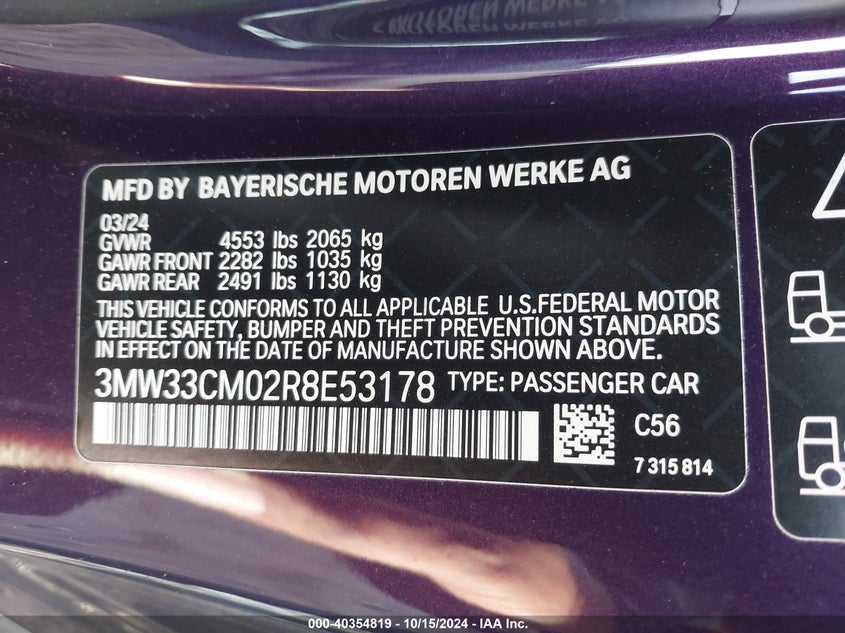 MFD BY BAYERISCHE MOTOREN WERKE AG
03/24
GVWR 4553 lbs 2065 kg
GAWR FRONT 2282 lbs 1035 kg
GAWR REAR 2491 lbs 1130 kg
THIS VEHICLE CONFORMS TO ALL APPLICABLE U.S.FEDERAL MOTOR
VEHICLE SAFETY, BUMPER AND THEFT PREVENTION STANDARDS
IN EFFECT ON THE DATE OF MANUFACTURE SHOWN ABOVE.
3MW33CM02R8E53178 TYPE: PASSENGER CAR
C56
7 315 814
000-40354819 - 10/15/2024 - IAA Inc.